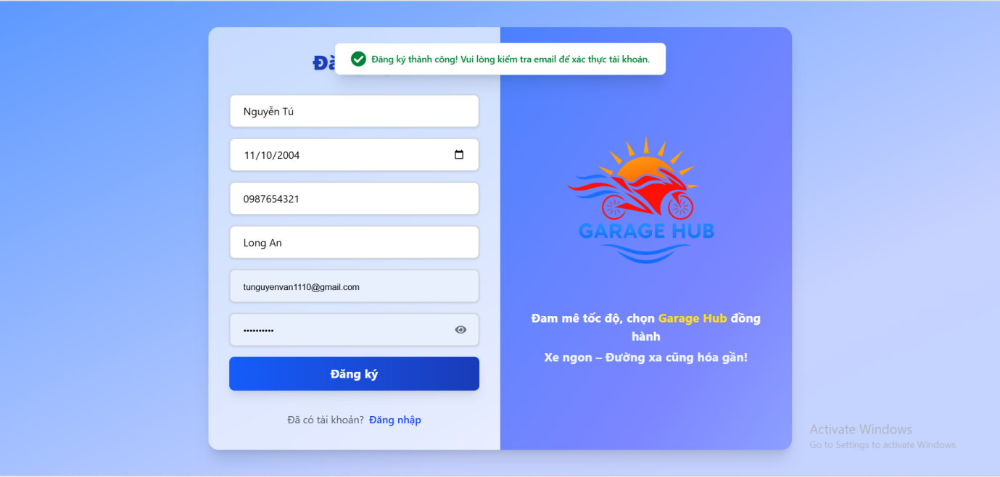 Đăng ký thành công! Vui lòng kiểm tra email để xác thực tài khoản.
Nguyễn Tú
11/10/2004
0987654321
Long An
tunguyenvan1110@gmail.com
••••••••••
Đăng ký
Đã có tài khoản? Đăng nhập
GARAGE HUB
Đam mê tốc độ, chọn Garage Hub đồng
hành
Xe ngon – Đường xa cũng hóa gần!
Activate Windows
Go to Settings to activate Windows.